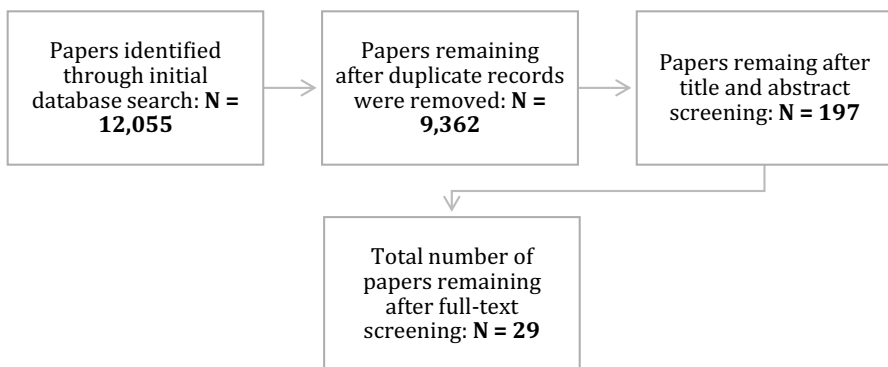 Papers identified
through initial
database search: N =
12,055
Papers remaining
after duplicate records
were removed: N =
9,362
Papers remaing after
title and abstract
screening: N = 197
Total number of
papers remaining
after full-text
screening: N = 29